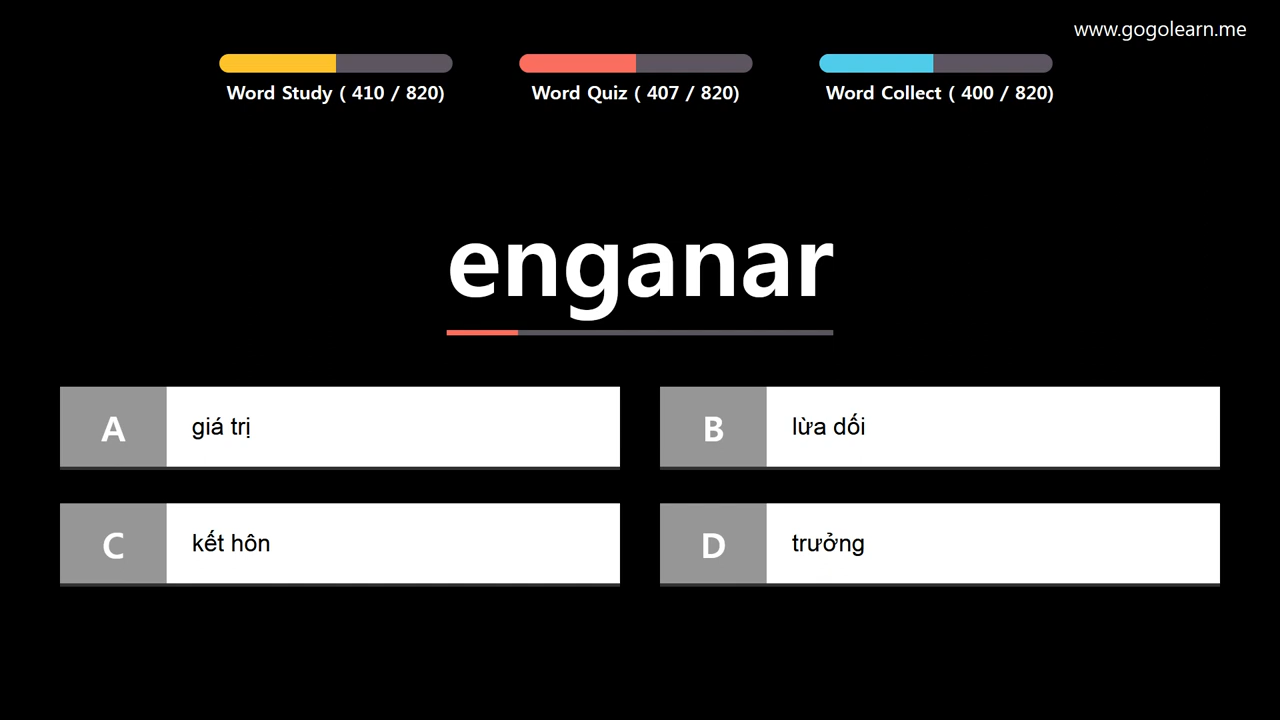 www.gogolearn.me
Word Study ( 410 / 820)
Word Quiz ( 407 / 820)
Word Collect ( 400 / 820)
enganar
A
giá trị
B
lừa dối
C
kết hôn
D
trưởng